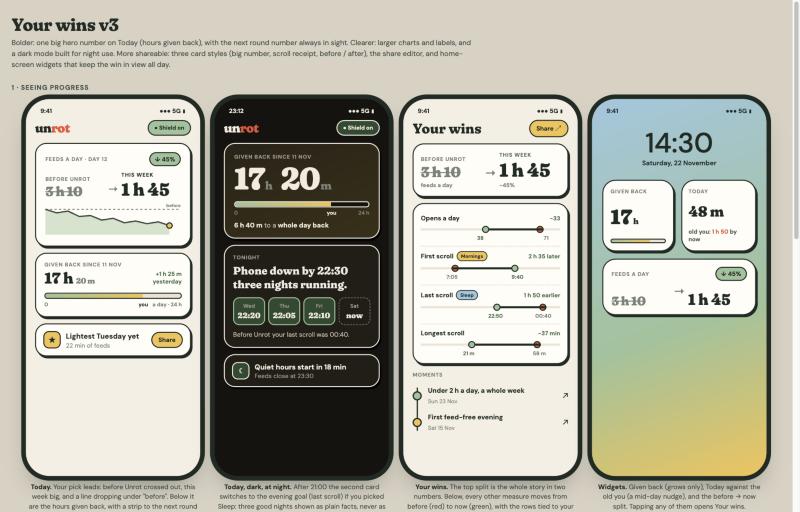 Your wins v3
Bolder: one big hero number on Today (hours given back), with the next round number always in sight. Clearer: larger charts and labels, and
a dark mode built for night use. More shareable: three card styles (big number, scroll receipt, before / after), the share editor, and home-
screen widgets that keep the win in view all day.
1 · SEEING PROGRESS
9:41
5G
unrot
• Shield on
FEEDS A DAY · DAY 12
↓ 45%
BEFORE UNROT
THIS WEEK
3 h 10
→ 1 h 45
before
GIVEN BACK SINCE 11 NOV
17 h 20 m
+1 h 25 m
yesterday
0
you
a day · 24 h
★
Lightest Tuesday yet
22 min of feeds
Share
23:12
5G
unrot
• Shield on
GIVEN BACK SINCE 11 NOV
17h 20m
0
you
24 h
6 h 40 m to a whole day back
TONIGHT
Phone down by 22:30
three nights running.
Wed
22:20
Thu
22:05
Fri
22:10
Sat
now
Before Unrot your last scroll was 00:40.
Quiet hours start in 18 min
Feeds close at 23:30
9:41
5G
Your wins
Share ↗
BEFORE UNROT
THIS WEEK
3 h 10
→ 1 h 45
feeds a day
−45%
Opens a day
−33
38
71
First scroll
Mornings
2 h 35 later
7:05
9:40
Last scroll
Sleep
1 h 50 earlier
22:50
00:40
Longest scroll
−37 min
21 m
58 m
MOMENTS
Under 2 h a day, a whole week
Sun 23 Nov
↗
First feed-free evening
Sat 15 Nov
↗
9:41
5G
14:30
Saturday, 22 November
GIVEN BACK
17h
TODAY
48 m
old you: 1 h 50 by
now
FEEDS A DAY
↓ 45%
3 h 10
→
1 h 45
Today. Your pick leads: before Unrot crossed out, this
week big, and a line dropping under "before". Below it
are the hours given back, with a strip to the next round
Today, dark, at night. After 21:00 the second card
switches to the evening goal (last scroll) if you picked
Sleep: three good nights shown as plain facts, never as
Your wins. The top split is the whole story in two
numbers. Below, every other measure moves from
before (red) to now (green), with the rows tied to your
Widgets. Given back (grows only), Today against the
old you (a mid-day nudge), and the before → now
split. Tapping any of them opens Your wins.